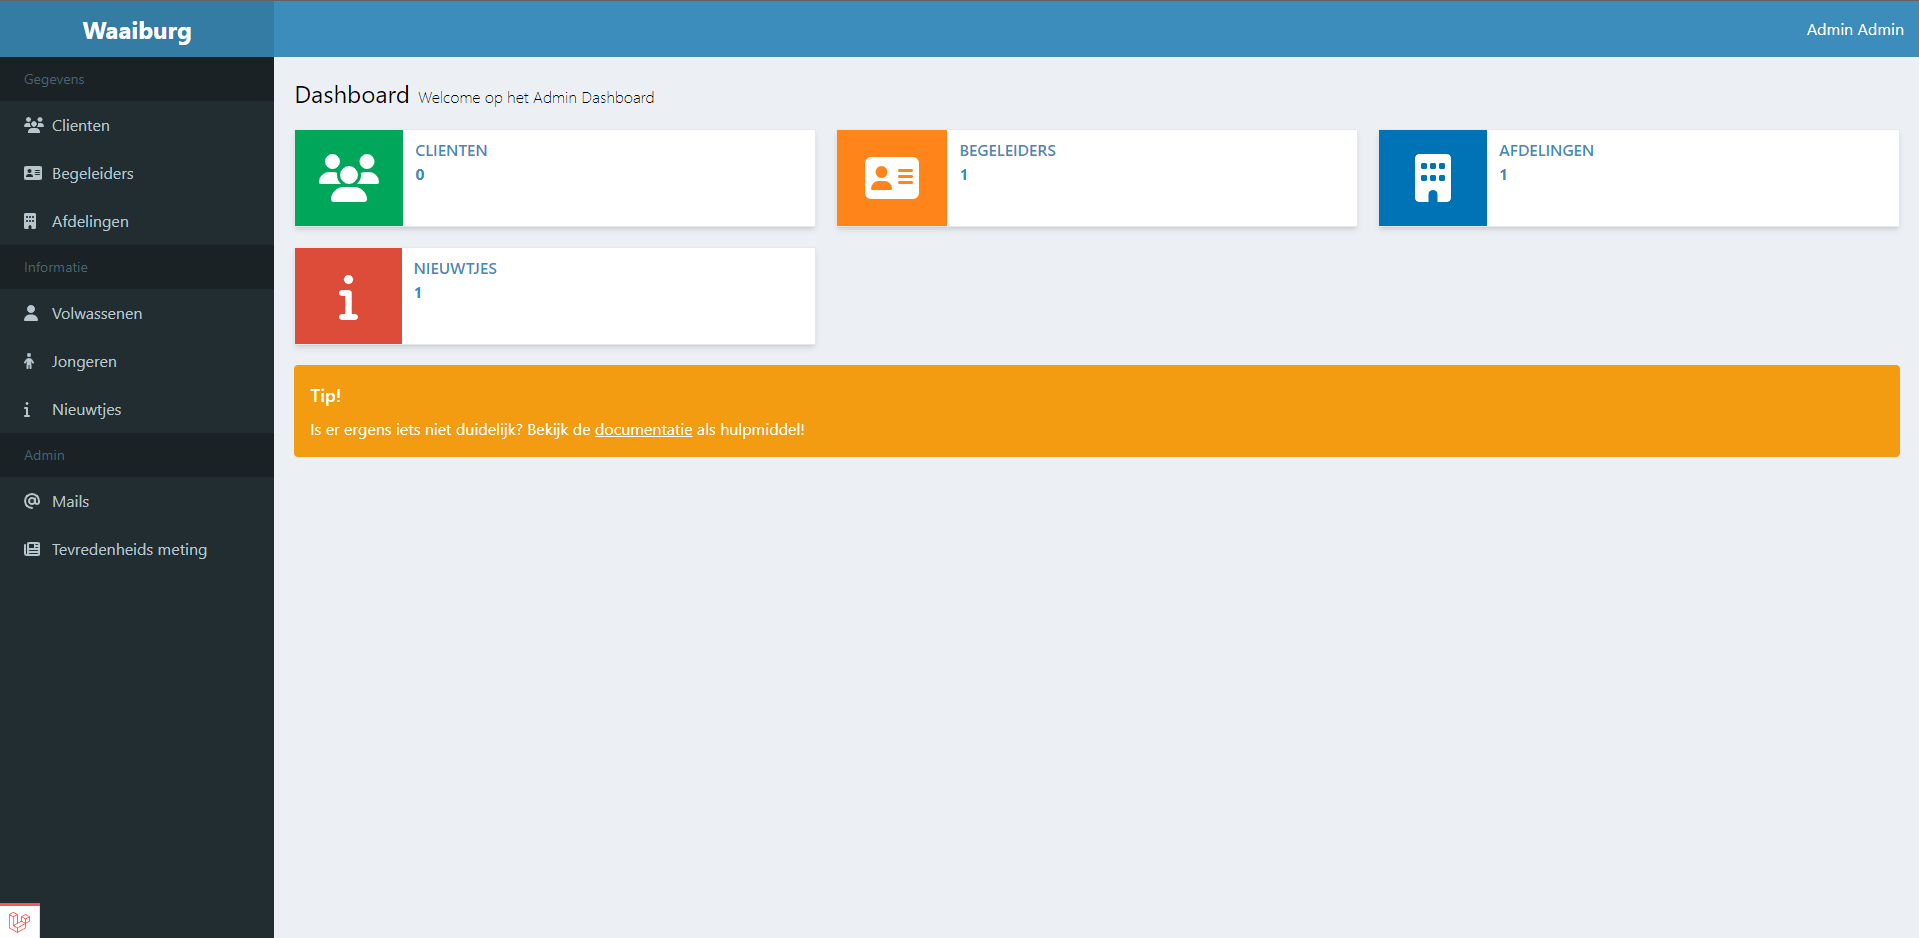 Waaiburg
Admin Admin
Gegevens
Clienten
Begeleiders
Afdelingen
Informatie
Volwassenen
Jongeren
Nieuwtjes
Admin
Mails
Tevredenheids meting
Dashboard Welcome op het Admin Dashboard
CLIENTEN
0
BEGELEIDERS
1
AFDELINGEN
1
NIEUWTJES
1
Tip!
Is er ergens iets niet duidelijk? Bekijk de documentatie als hulpmiddel!